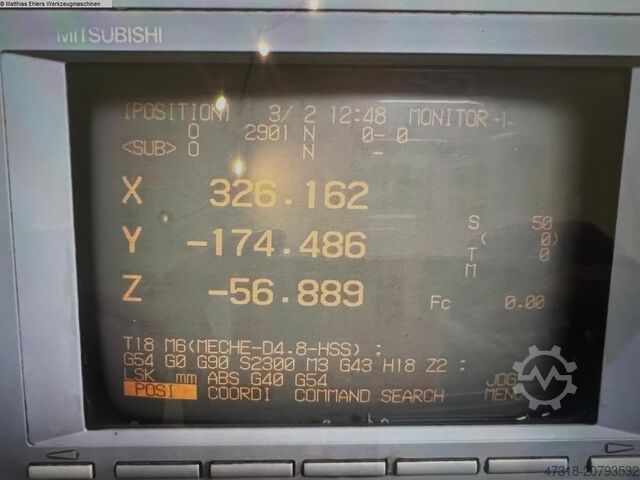 © Matthias Ehlers Werkzeugmaschinen
MITSUBISHI
[POSITION] 3/ 2 12:48 MONITOR 1.
O 2901 N 0- 0
<SUB> O N -
X 326.162
Y -174.486
Z -56.889
S 50
( 0)
T 0
M
Fc 0.00
T18 M6(MECHE-D4.8-HSS) ;
G54 G0 G90 S2300 M3 G43 H18 Z2 ;
LSK mm ABS G40 G54 JOG
POSI COORDI COMMAND SEARCH MENU
47318-20793532